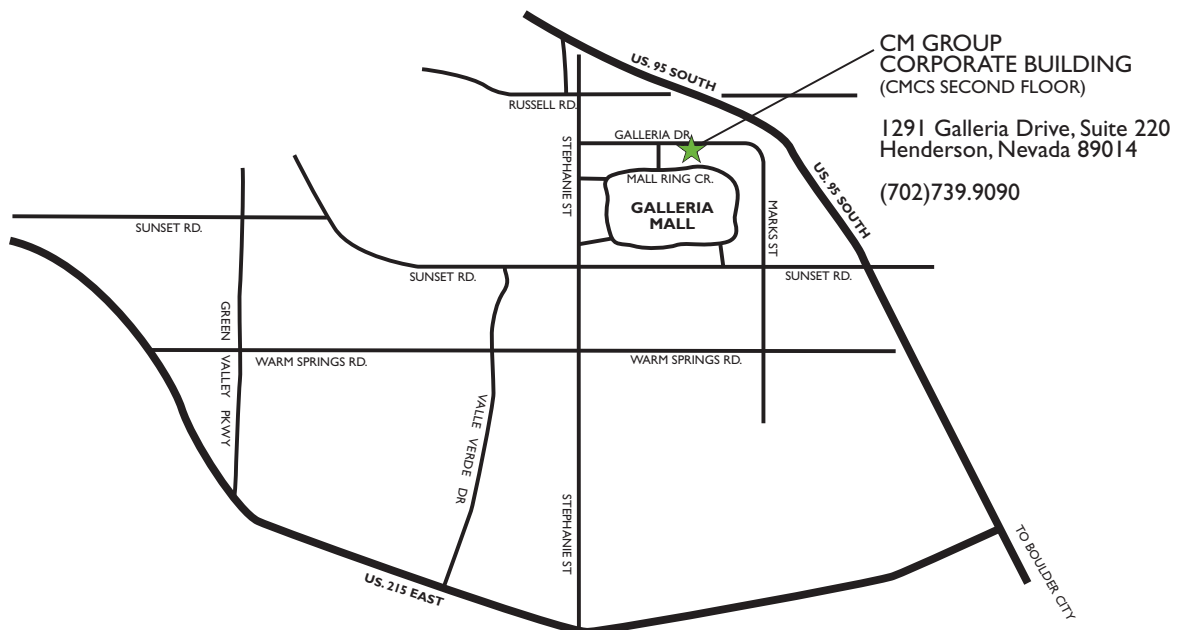 US. 95 SOUTH
CM GROUP
CORPORATE BUILDING
(CMCS SECOND FLOOR)
1291 Galleria Drive, Suite 220
Henderson, Nevada 89014
(702)739.9090
RUSSELL RD.
GALLERIA DR.
STEPHANIE ST
MALL RING CR.
GALLERIA
MALL
MARKS ST
US. 95 SOUTH
SUNSET RD.
SUNSET RD.
SUNSET RD.
GREEN VALLEY PKWY
WARM SPRINGS RD.
WARM SPRINGS RD.
VALLE VERDE DR
STEPHANIE ST
US. 215 EAST
TO BOULDER CITY